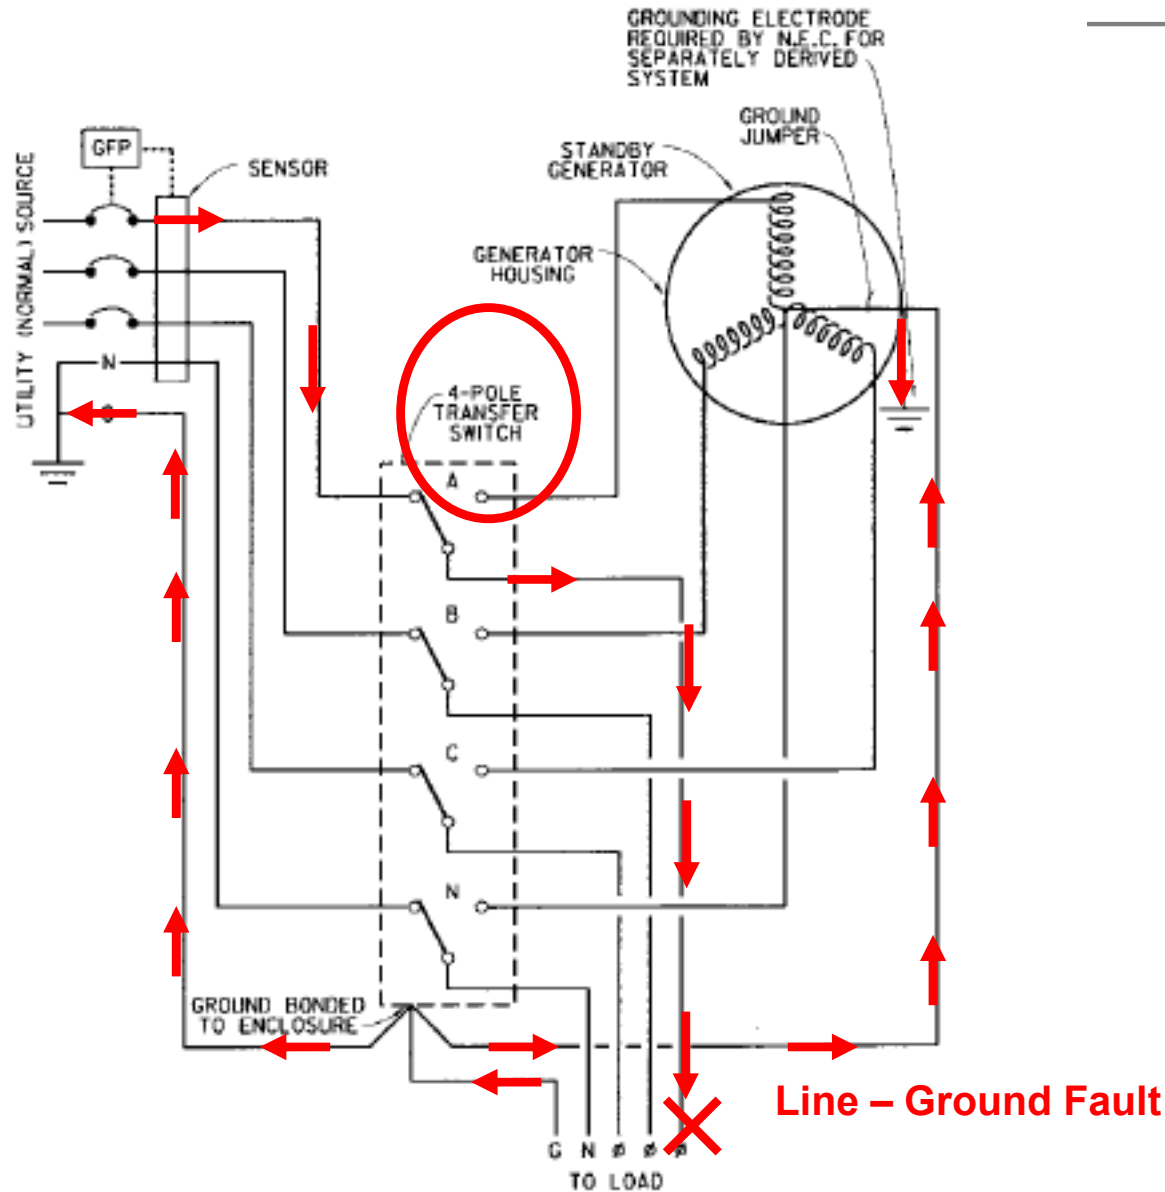 GROUNDING ELECTRODE
REQUIRED BY N.E.C. FOR
SEPARATELY DERIVED
SYSTEM
GROUND
JUMPER
STANDBY
GENERATOR
GFP
SENSOR
UTILITY (NORMAL) SOURCE
GENERATOR
HOUSING
N
4-POLE
TRANSFER
SWITCH
A
B
C
N
GROUND BONDED
TO ENCLOSURE
Line – Ground Fault
G N ø ø ø
TO LOAD